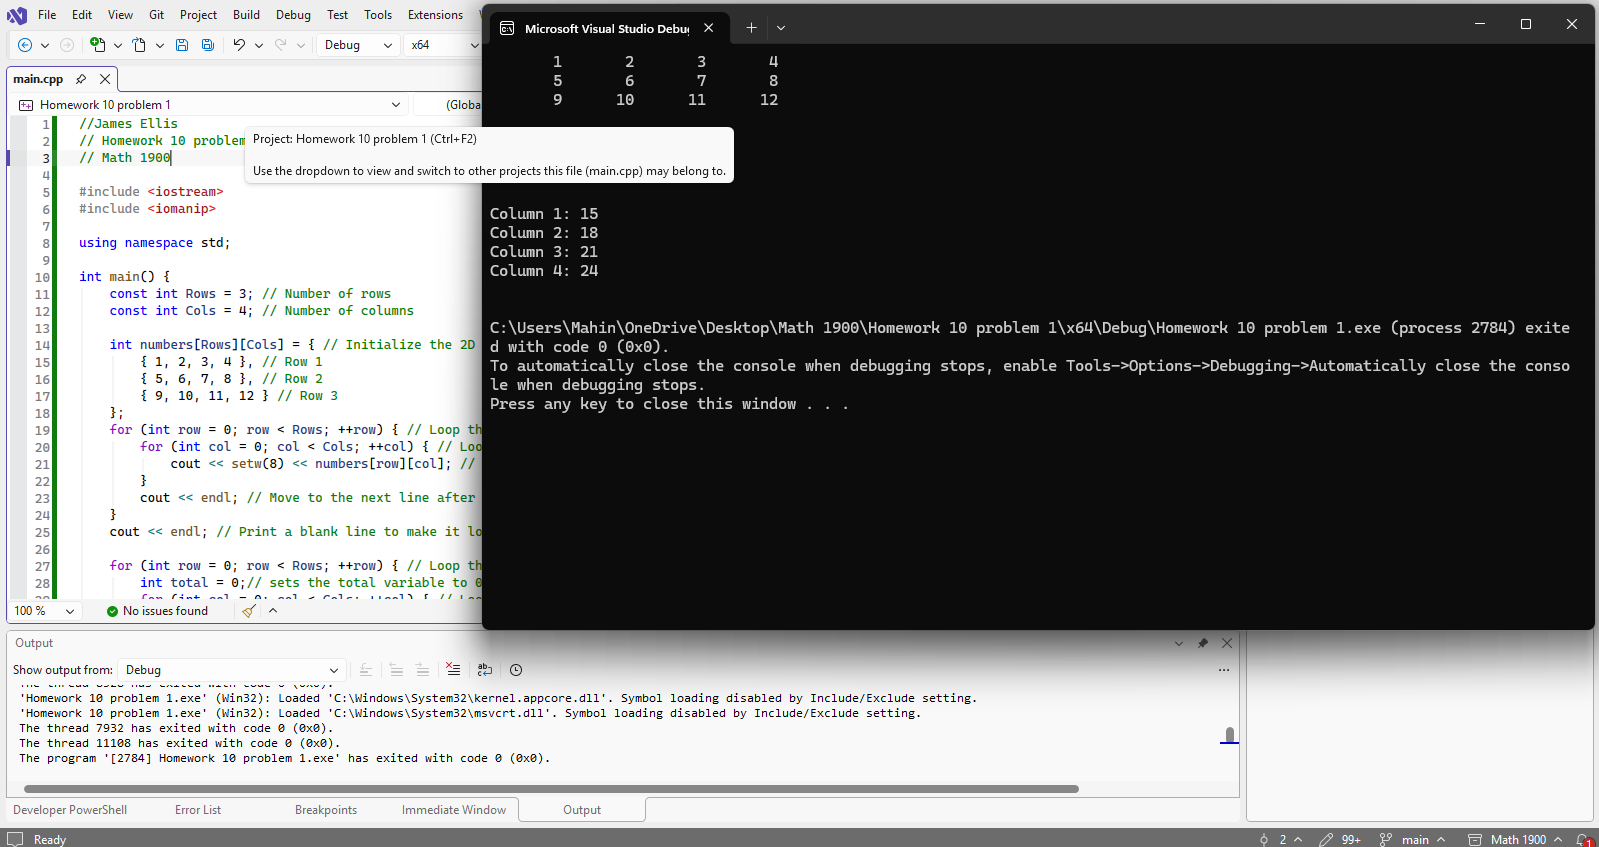 File Edit View Git Project Build Debug Test Tools Extensions
Debug x64
main.cpp
Homework 10 problem 1 (Globa
1 //James Ellis
2 // Homework 10 problem
3 // Math 1900
4
5 #include <iostream>
6 #include <iomanip>
7
8 using namespace std;
9
10 int main() {
11 const int Rows = 3; // Number of rows
12 const int Cols = 4; // Number of columns
13
14 int numbers[Rows][Cols] = { // Initialize the 2D
15 { 1, 2, 3, 4 }, // Row 1
16 { 5, 6, 7, 8 }, // Row 2
17 { 9, 10, 11, 12 } // Row 3
18 };
19 for (int row = 0; row < Rows; ++row) { // Loop th
20 for (int col = 0; col < Cols; ++col) { // Loo
21 cout << setw(8) << numbers[row][col]; //
22 }
23 cout << endl; // Move to the next line after
24 }
25 cout << endl; // Print a blank line to make it lo
26
27 for (int row = 0; row < Rows; ++row) { // Loop th
28 int total = 0;// sets the total variable to 0
for (int col = 0; col < Cols; ++col) { // Loo
100 % No issues found
Project: Homework 10 problem 1 (Ctrl+F2)
Use the dropdown to view and switch to other projects this file (main.cpp) may belong to.
Microsoft Visual Studio Debu
1 2 3 4
5 6 7 8
9 10 11 12
Column 1: 15
Column 2: 18
Column 3: 21
Column 4: 24
C:\Users\Mahin\OneDrive\Desktop\Math 1900\Homework 10 problem 1\x64\Debug\Homework 10 problem 1.exe (process 2784) exite
d with code 0 (0x0).
To automatically close the console when debugging stops, enable Tools->Options->Debugging->Automatically close the conso
le when debugging stops.
Press any key to close this window . . .
Output
Show output from: Debug
The thread 8928 has exited with code 0 (0x0).
'Homework 10 problem 1.exe' (Win32): Loaded 'C:\Windows\System32\kernel.appcore.dll'. Symbol loading disabled by Include/Exclude setting.
'Homework 10 problem 1.exe' (Win32): Loaded 'C:\Windows\System32\msvcrt.dll'. Symbol loading disabled by Include/Exclude setting.
The thread 7932 has exited with code 0 (0x0).
The thread 11108 has exited with code 0 (0x0).
The program '[2784] Homework 10 problem 1.exe' has exited with code 0 (0x0).
Developer PowerShell Error List Breakpoints Immediate Window Output
Ready 2 99+ main Math 1900 1